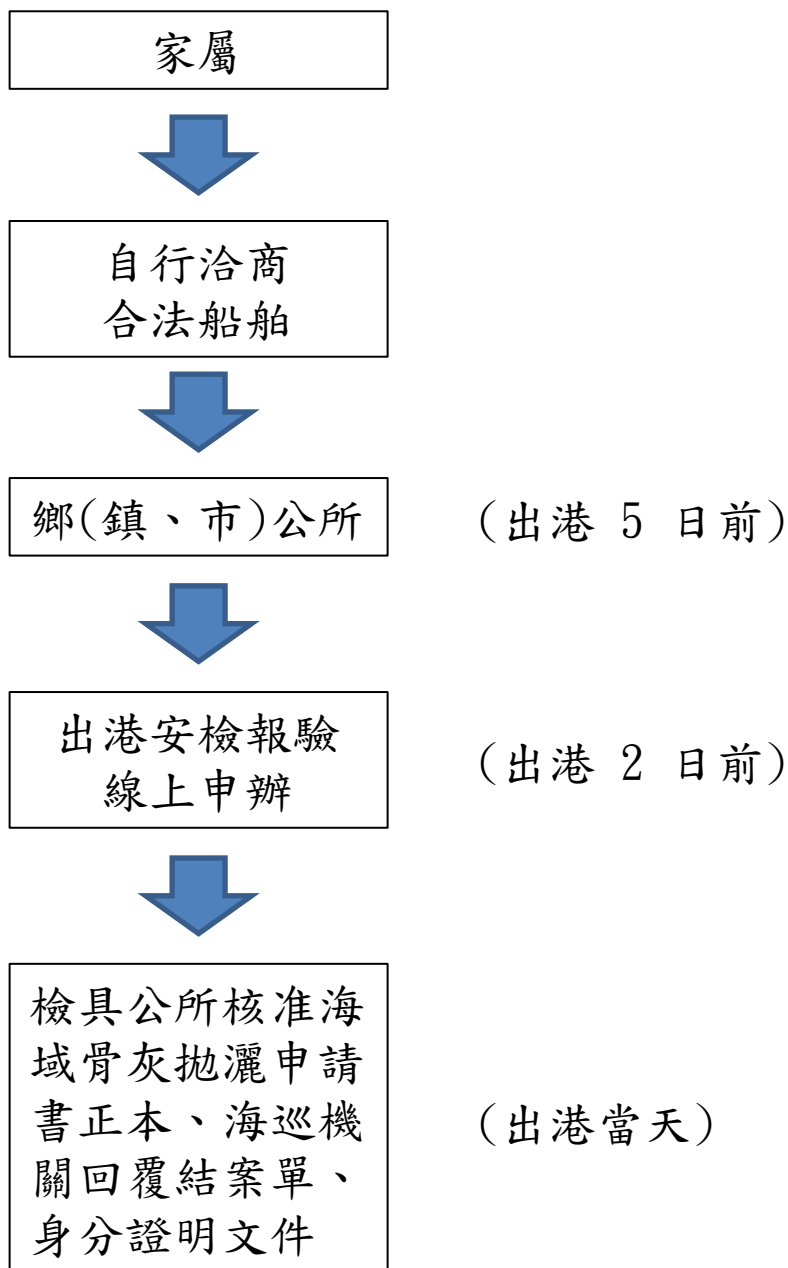 家屬
自行洽商
合法船舶
鄉(鎮、市)公所
(出港 5 日前)
出港安檢報驗
線上申辦
(出港 2 日前)
檢具公所核准海
域骨灰拋灑申請
書正本、海巡機
關回覆結案單、
身分證明文件
(出港當天)